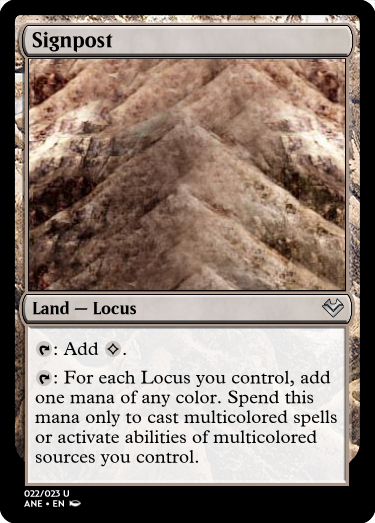 Signpost
Land — Locus
: Add .
: For each Locus you control, add
one mana of any color. Spend this
mana only to cast multicolored spells
or activate abilities of multicolored
sources you control.
022/023 U
ANE • EN